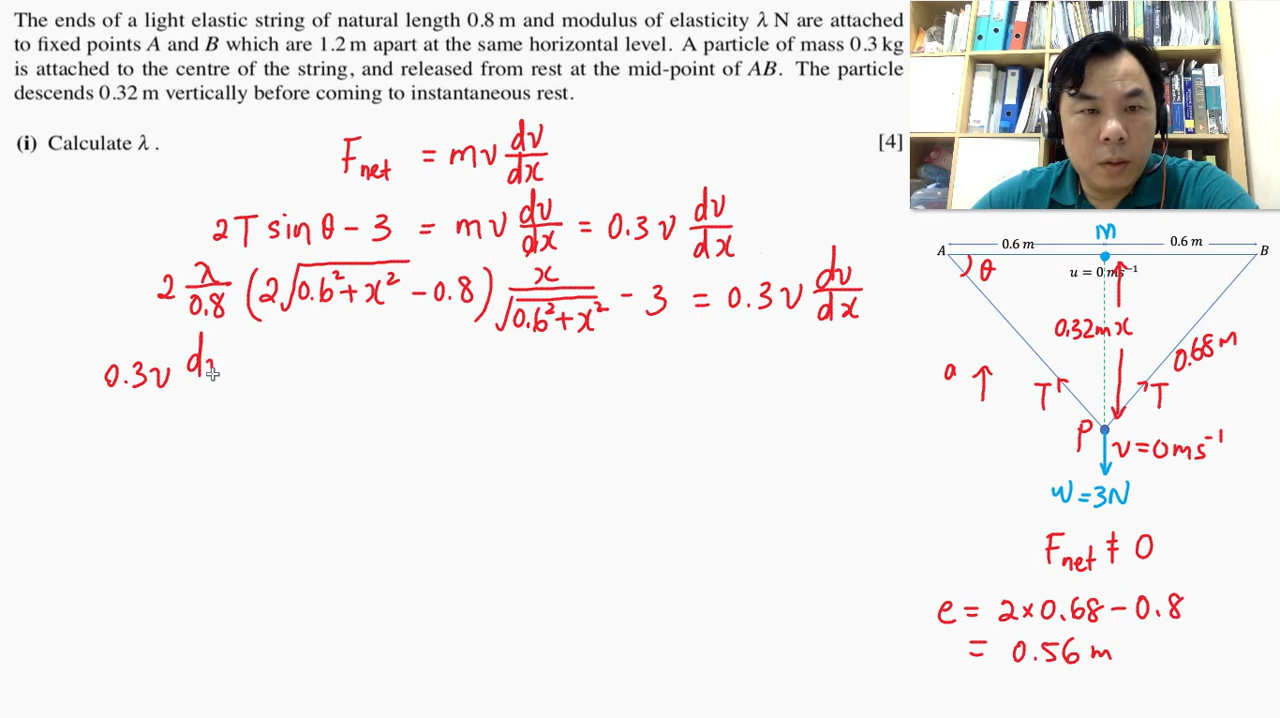 The ends of a light elastic string of natural length 0.8 m and modulus of elasticity λ N are attached
to fixed points A and B which are 1.2 m apart at the same horizontal level. A particle of mass 0.3 kg
is attached to the centre of the string, and released from rest at the mid-point of AB. The particle
descends 0.32 m vertically before coming to instantaneous rest.
(i) Calculate λ. [4]
F_net = mv dv/dx
2T sin θ − 3 = mv dv/dx = 0.3v dv/dx
2 λ/0.8 (2√(0.6²+x²) − 0.8) x/√(0.6²+x²) − 3 = 0.3v dv/dx
0.3v
M
A 0.6 m 0.6 m B
θ u = 0 ms⁻¹
0.32m x
0.68m
a
T T
P v=0ms⁻¹
W=3N
F_net ≠ 0
e = 2×0.68−0.8
= 0.56 m